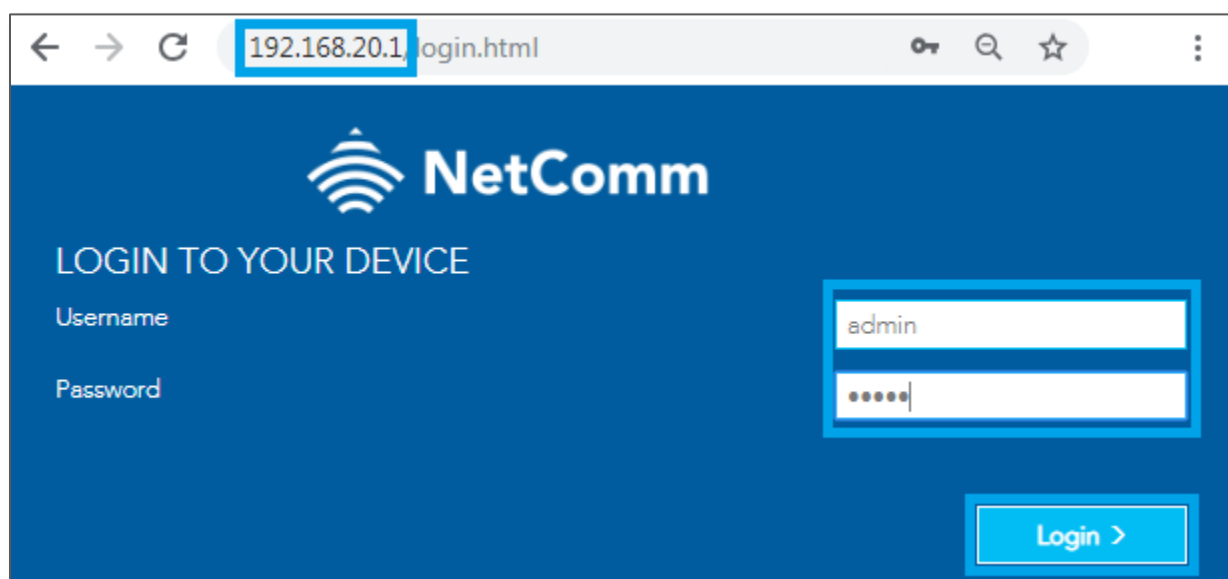 192.168.20.1/login.html
NetComm
LOGIN TO YOUR DEVICE
Username
admin
Password
•••••
Login >